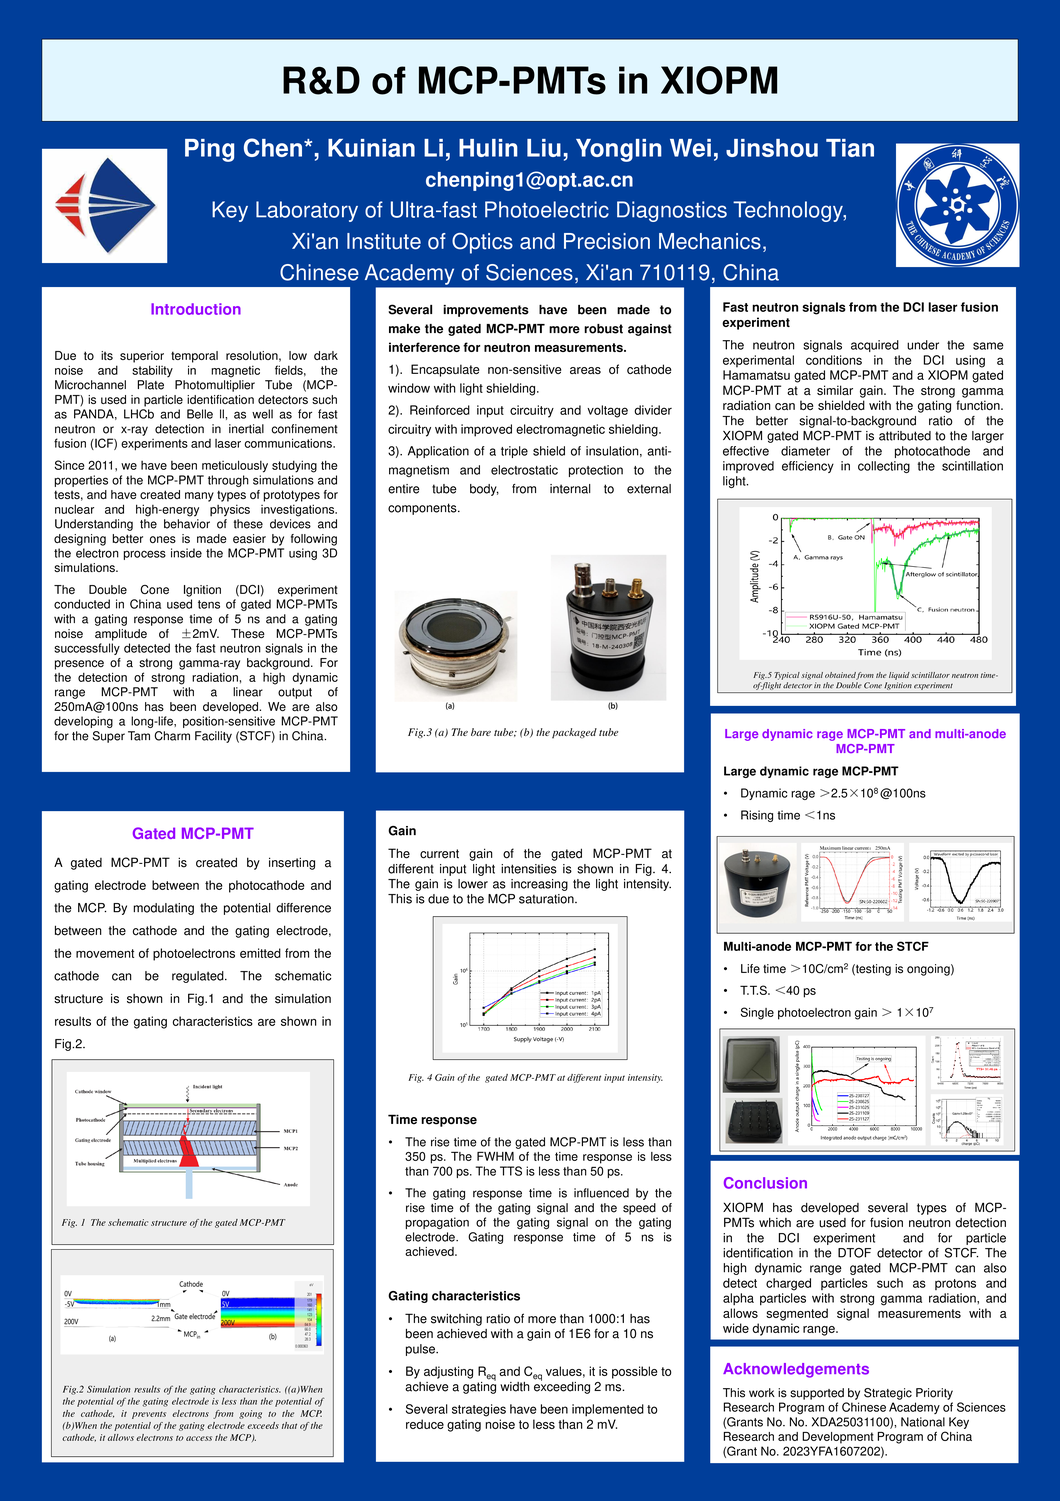 R&D of MCP-PMTs in XIOPM
Ping Chen*, Kuinian Li, Hulin Liu, Yonglin Wei, Jinshou Tian
chenping1@opt.ac.cn
Key Laboratory of Ultra-fast Photoelectric Diagnostics Technology,
Xi'an Institute of Optics and Precision Mechanics,
Chinese Academy of Sciences, Xi'an 710119, China
中国科学院
THE CHINESE ACADEMY OF SCIENCES
Introduction
Due to its superior temporal resolution, low dark
noise and stability in magnetic fields, the
Microchannel Plate Photomultiplier Tube (MCP-
PMT) is used in particle identification detectors such
as PANDA, LHCb and Belle ll, as well as for fast
neutron or x-ray detection in inertial confinement
fusion (ICF) experiments and laser communications.
Since 2011, we have been meticulously studying the
properties of the MCP-PMT through simulations and
tests, and have created many types of prototypes for
nuclear and high-energy physics investigations.
Understanding the behavior of these devices and
designing better ones is made easier by following
the electron process inside the MCP-PMT using 3D
simulations.
The Double Cone Ignition (DCI) experiment
conducted in China used tens of gated MCP-PMTs
with a gating response time of 5 ns and a gating
noise amplitude of ±2mV. These MCP-PMTs
successfully detected the fast neutron signals in the
presence of a strong gamma-ray background. For
the detection of strong radiation, a high dynamic
range MCP-PMT with a linear output of
250mA@100ns has been developed. We are also
developing a long-life, position-sensitive MCP-PMT
for the Super Tam Charm Facility (STCF) in China.
Gated MCP-PMT
A gated MCP-PMT is created by inserting a
gating electrode between the photocathode and
the MCP. By modulating the potential difference
between the cathode and the gating electrode,
the movement of photoelectrons emitted from the
cathode can be regulated. The schematic
structure is shown in Fig.1 and the simulation
results of the gating characteristics are shown in
Fig.2.
Cathode window
Incident light
Photocathode
Secondary electrons
Gating electrode
MCP1
MCP2
Tube housing
Multiplied electrons
Anode
Fig. 1 The schematic structure of the gated MCP-PMT
Cathode
0V
-5V
1mm
Gate electrode
200V
2.2mm
MCPin
(a)
0V
5V
200V
(b)
Fig.2 Simulation results of the gating characteristics. ((a)When
the potential of the gating electrode is less than the potential of
the cathode, it prevents electrons from going to the MCP.
(b)When the potential of the gating electrode exceeds that of the
cathode, it allows electrons to access the MCP).
Several improvements have been made to
make the gated MCP-PMT more robust against
interference for neutron measurements.
1). Encapsulate non-sensitive areas of cathode
window with light shielding.
2). Reinforced input circuitry and voltage divider
circuitry with improved electromagnetic shielding.
3). Application of a triple shield of insulation, anti-
magnetism and electrostatic protection to the
entire tube body, from internal to external
components.
中国科学院西安光机所
门控型MCP-PMT
编号: 1B-M-240308
(a)
(b)
Fig.3 (a) The bare tube; (b) the packaged tube
Gain
The current gain of the gated MCP-PMT at
different input light intensities is shown in Fig. 4.
The gain is lower as increasing the light intensity.
This is due to the MCP saturation.
Gain
10⁶
10⁵
Input current: 1pA
Input current: 2pA
Input current: 3pA
Input current: 4pA
1700 1800 1900 2000 2100
Supply Voltage (-V)
Fig. 4 Gain of the gated MCP-PMT at different input intensity.
Time response
• The rise time of the gated MCP-PMT is less than
350 ps. The FWHM of the time response is less
than 700 ps. The TTS is less than 50 ps.
• The gating response time is influenced by the
rise time of the gating signal and the speed of
propagation of the gating signal on the gating
electrode. Gating response time of 5 ns is
achieved.
Gating characteristics
• The switching ratio of more than 1000:1 has
been achieved with a gain of 1E6 for a 10 ns
pulse.
• By adjusting Req and Ceq values, it is possible to
achieve a gating width exceeding 2 ms.
• Several strategies have been implemented to
reduce gating noise to less than 2 mV.
Fast neutron signals from the DCI laser fusion
experiment
The neutron signals acquired under the same
experimental conditions in the DCI using a
Hamamatsu gated MCP-PMT and a XIOPM gated
MCP-PMT at a similar gain. The strong gamma
radiation can be shielded with the gating function.
The better signal-to-background ratio of the
XIOPM gated MCP-PMT is attributed to the larger
effective diameter of the photocathode and
improved efficiency in collecting the scintillation
light.
Amplitude (V)
0
-2
-4
-6
-8
-10
B、Gate ON
A、Gamma rays
Afterglow of scintillator
C、Fusion neutron
R5916U-50, Hamamatsu
XIOPM Gated MCP-PMT
240 280 320 360 400 440 480
Time (ns)
Fig.5 Typical signal obtained from the liquid scintillator neutron time-
of-flight detector in the Double Cone Ignition experiment
Large dynamic rage MCP-PMT and multi-anode
MCP-PMT
Large dynamic rage MCP-PMT
• Dynamic rage ＞2.5×10⁸ @100ns
• Rising time ＜1ns
Maximum linear current: 250mA
Reference PMT Voltage (V)
Testing PMT Voltage (V)
Time (ns)
Voltage (V)
Time (ns)
Multi-anode MCP-PMT for the STCF
• Life time ＞10C/cm² (testing is ongoing)
• T.T.S. ＜40 ps
• Single photoelectron gain ＞ 1×10⁷
Anode output charge in a single pulse (pC)
400
300
200
100
0
Testing is ongoing
0 2000 4000 6000 8000 10000
Integrated anode output charge (mC/cm²)
Conclusion
XIOPM has developed several types of MCP-
PMTs which are used for fusion neutron detection
in the DCI experiment and for particle
identification in the DTOF detector of STCF. The
high dynamic range gated MCP-PMT can also
detect charged particles such as protons and
alpha particles with strong gamma radiation, and
allows segmented signal measurements with a
wide dynamic range.
Acknowledgements
This work is supported by Strategic Priority
Research Program of Chinese Academy of Sciences
(Grants No. No. XDA25031100), National Key
Research and Development Program of China
(Grant No. 2023YFA1607202).